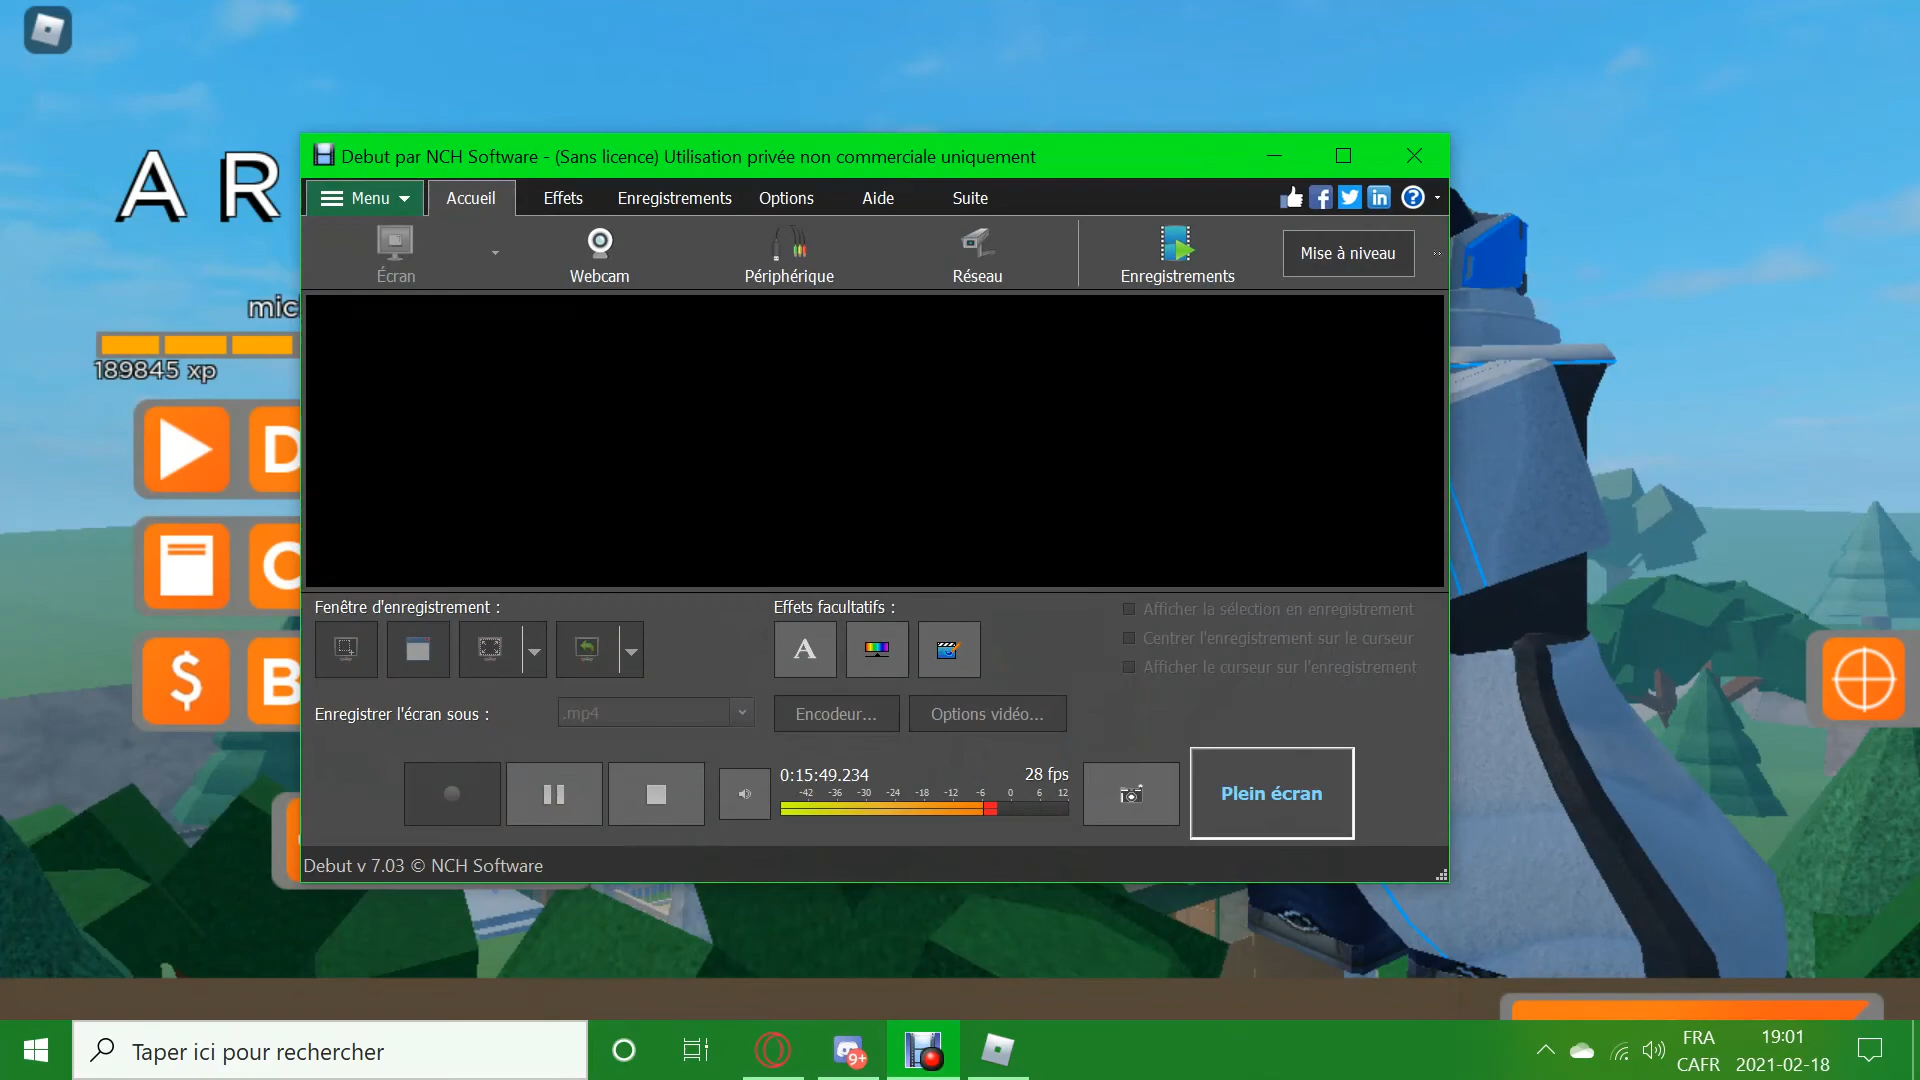 A R
Debut par NCH Software - (Sans licence) Utilisation privée non commerciale uniquement
Menu Accueil Effets Enregistrements Options Aide Suite
Écran Webcam Périphérique Réseau Enregistrements Mise à niveau
mic
189845 xp
D
C
$ B
Fenêtre d'enregistrement : Effets facultatifs :
A
Afficher la sélection en enregistrement
Centrer l'enregistrement sur le curseur
Afficher le curseur sur l'enregistrement
Enregistrer l'écran sous : .mp4 Encodeur... Options vidéo...
0:15:49.234 28 fps
-42 -36 -30 -24 -18 -12 -6 0 6 12
Plein écran
Debut v 7.03 © NCH Software
Taper ici pour rechercher
9+
FRA
CAFR
19:01
2021-02-18